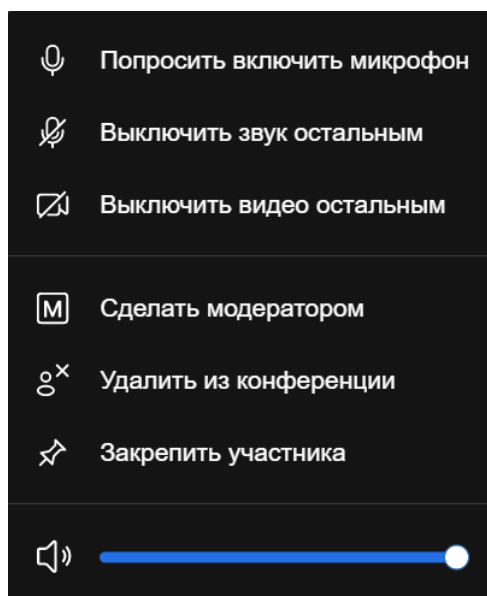 Попросить включить микрофон
Выключить звук остальным
Выключить видео остальным
M Сделать модератором
Удалить из конференции
Закрепить участника